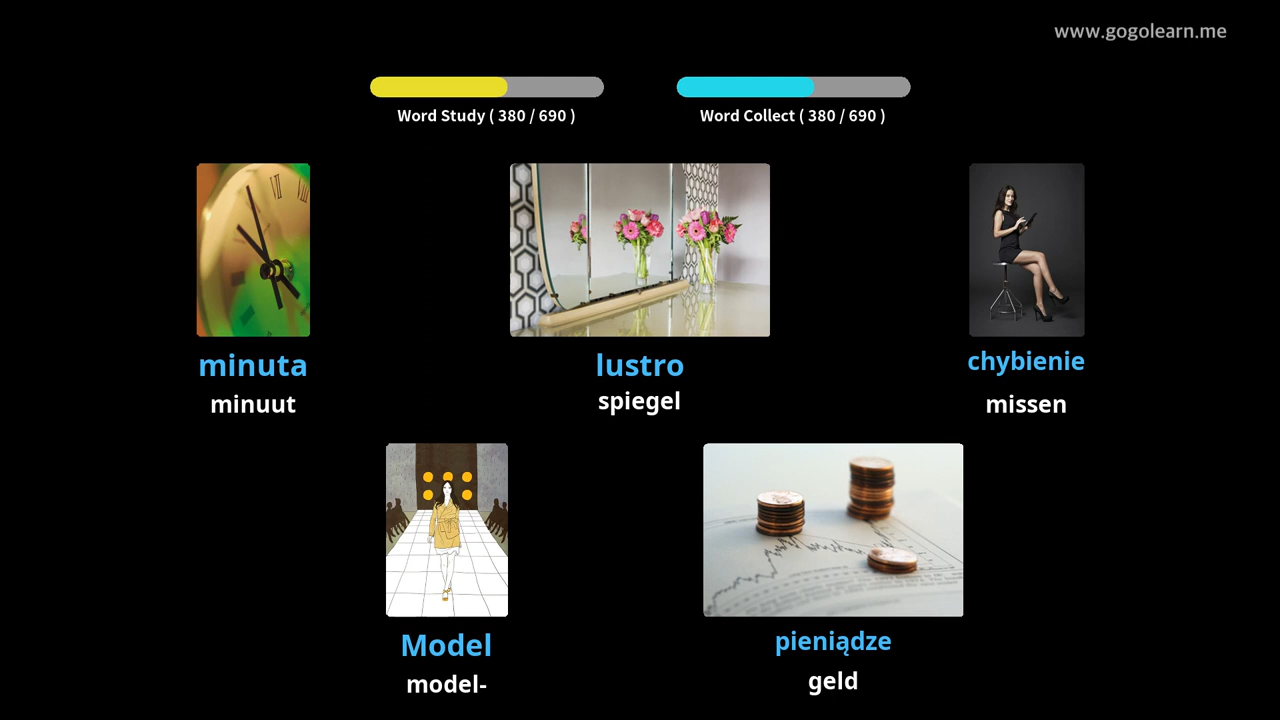 www.gogolearn.me
Word Study ( 380 / 690 )
Word Collect ( 380 / 690 )
minuta
minuut
lustro
spiegel
chybienie
missen
Model
model-
pieniądze
geld